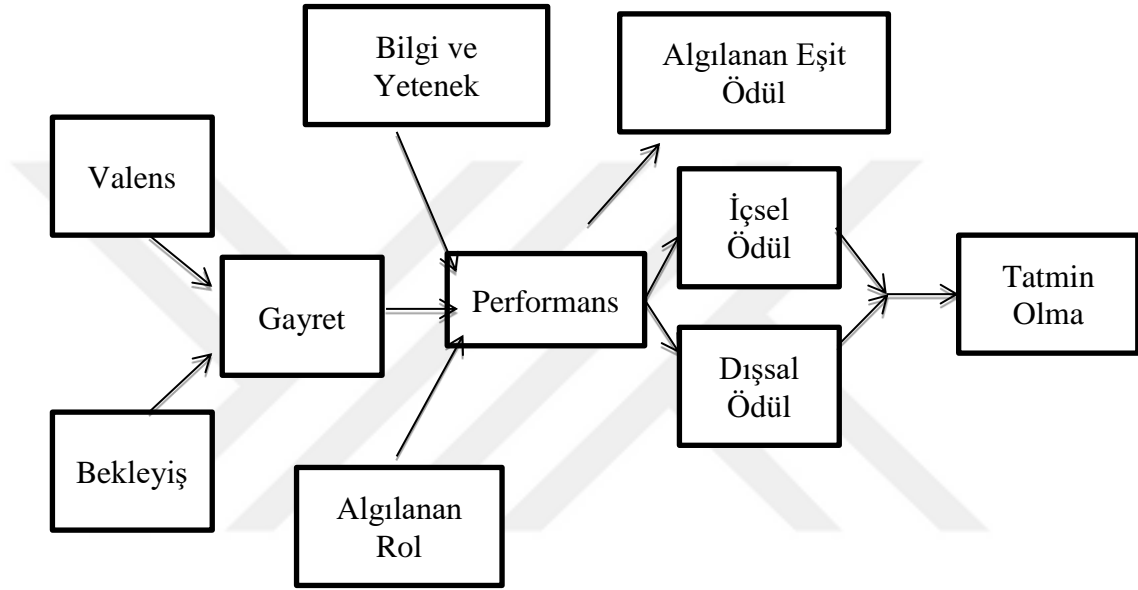 Bilgi ve
Yetenek
Algılanan Eşit
Ödül
Valens
İçsel
Ödül
Gayret
Performans
Tatmin
Olma
Dışsal
Ödül
Bekleyiş
Algılanan
Rol